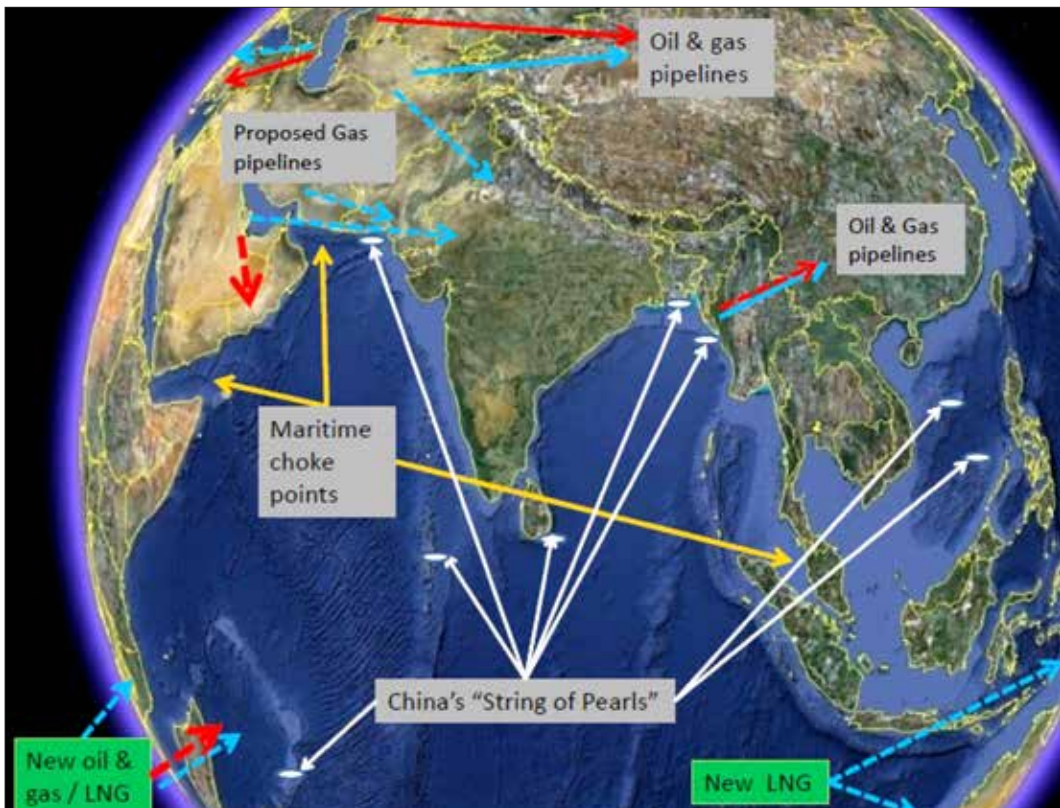 Oil & gas
pipelines
Proposed Gas
pipelines
Oil & Gas
pipelines
Maritime
choke
points
China's “String of Pearls”
New oil &
gas / LNG
New LNG